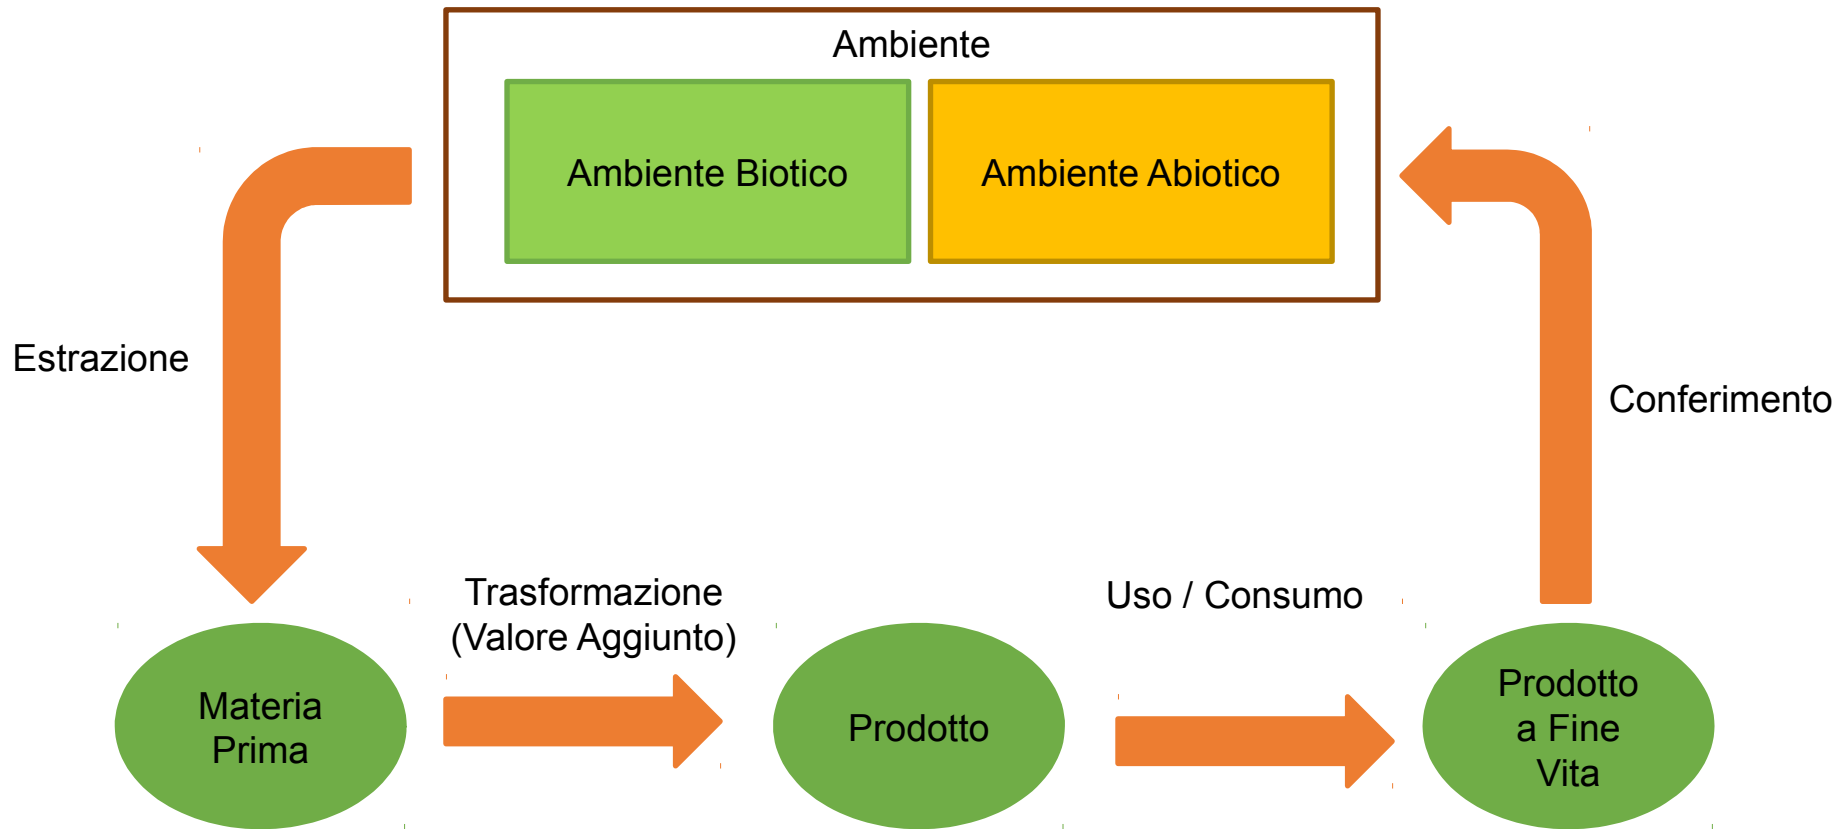 Ambiente
Ambiente Biotico
Ambiente Abiotico
Estrazione
Conferimento
Trasformazione
(Valore Aggiunto)
Uso / Consumo
Materia
Prima
Prodotto
Prodotto
a Fine
Vita